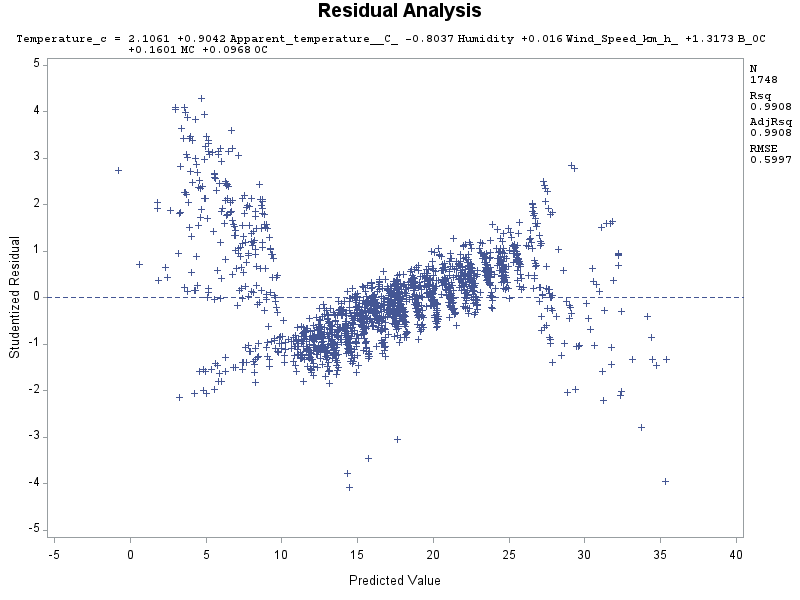 Residual Analysis
Temperature_c = 2.1061 +0.9042 Apparent_temperature__C_ -0.8037 Humidity +0.016 Wind_Speed_km_h_ +1.3173 B_OC
+0.1601 MC +0.0968 OC
N
1748
Rsq
0.9908
AdjRsq
0.9908
RMSE
0.5997
5
4
3
2
1
0
-1
-2
-3
-4
-5
Studentized Residual
-5 0 5 10 15 20 25 30 35 40
Predicted Value